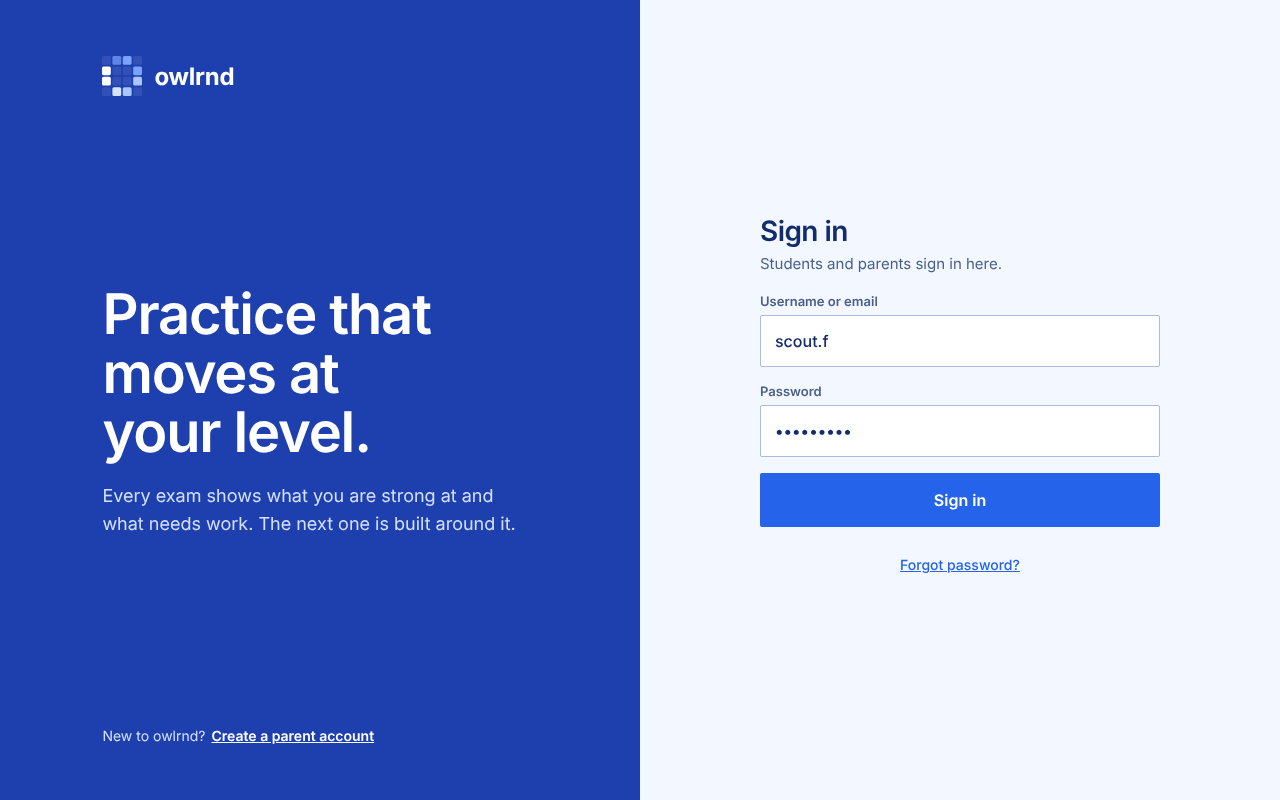 owlrnd
Practice that
moves at
your level.
Every exam shows what you are strong at and
what needs work. The next one is built around it.
New to owlrnd? Create a parent account
Sign in
Students and parents sign in here.
Username or email
scout.f
Password
•••••••••
Sign in
Forgot password?